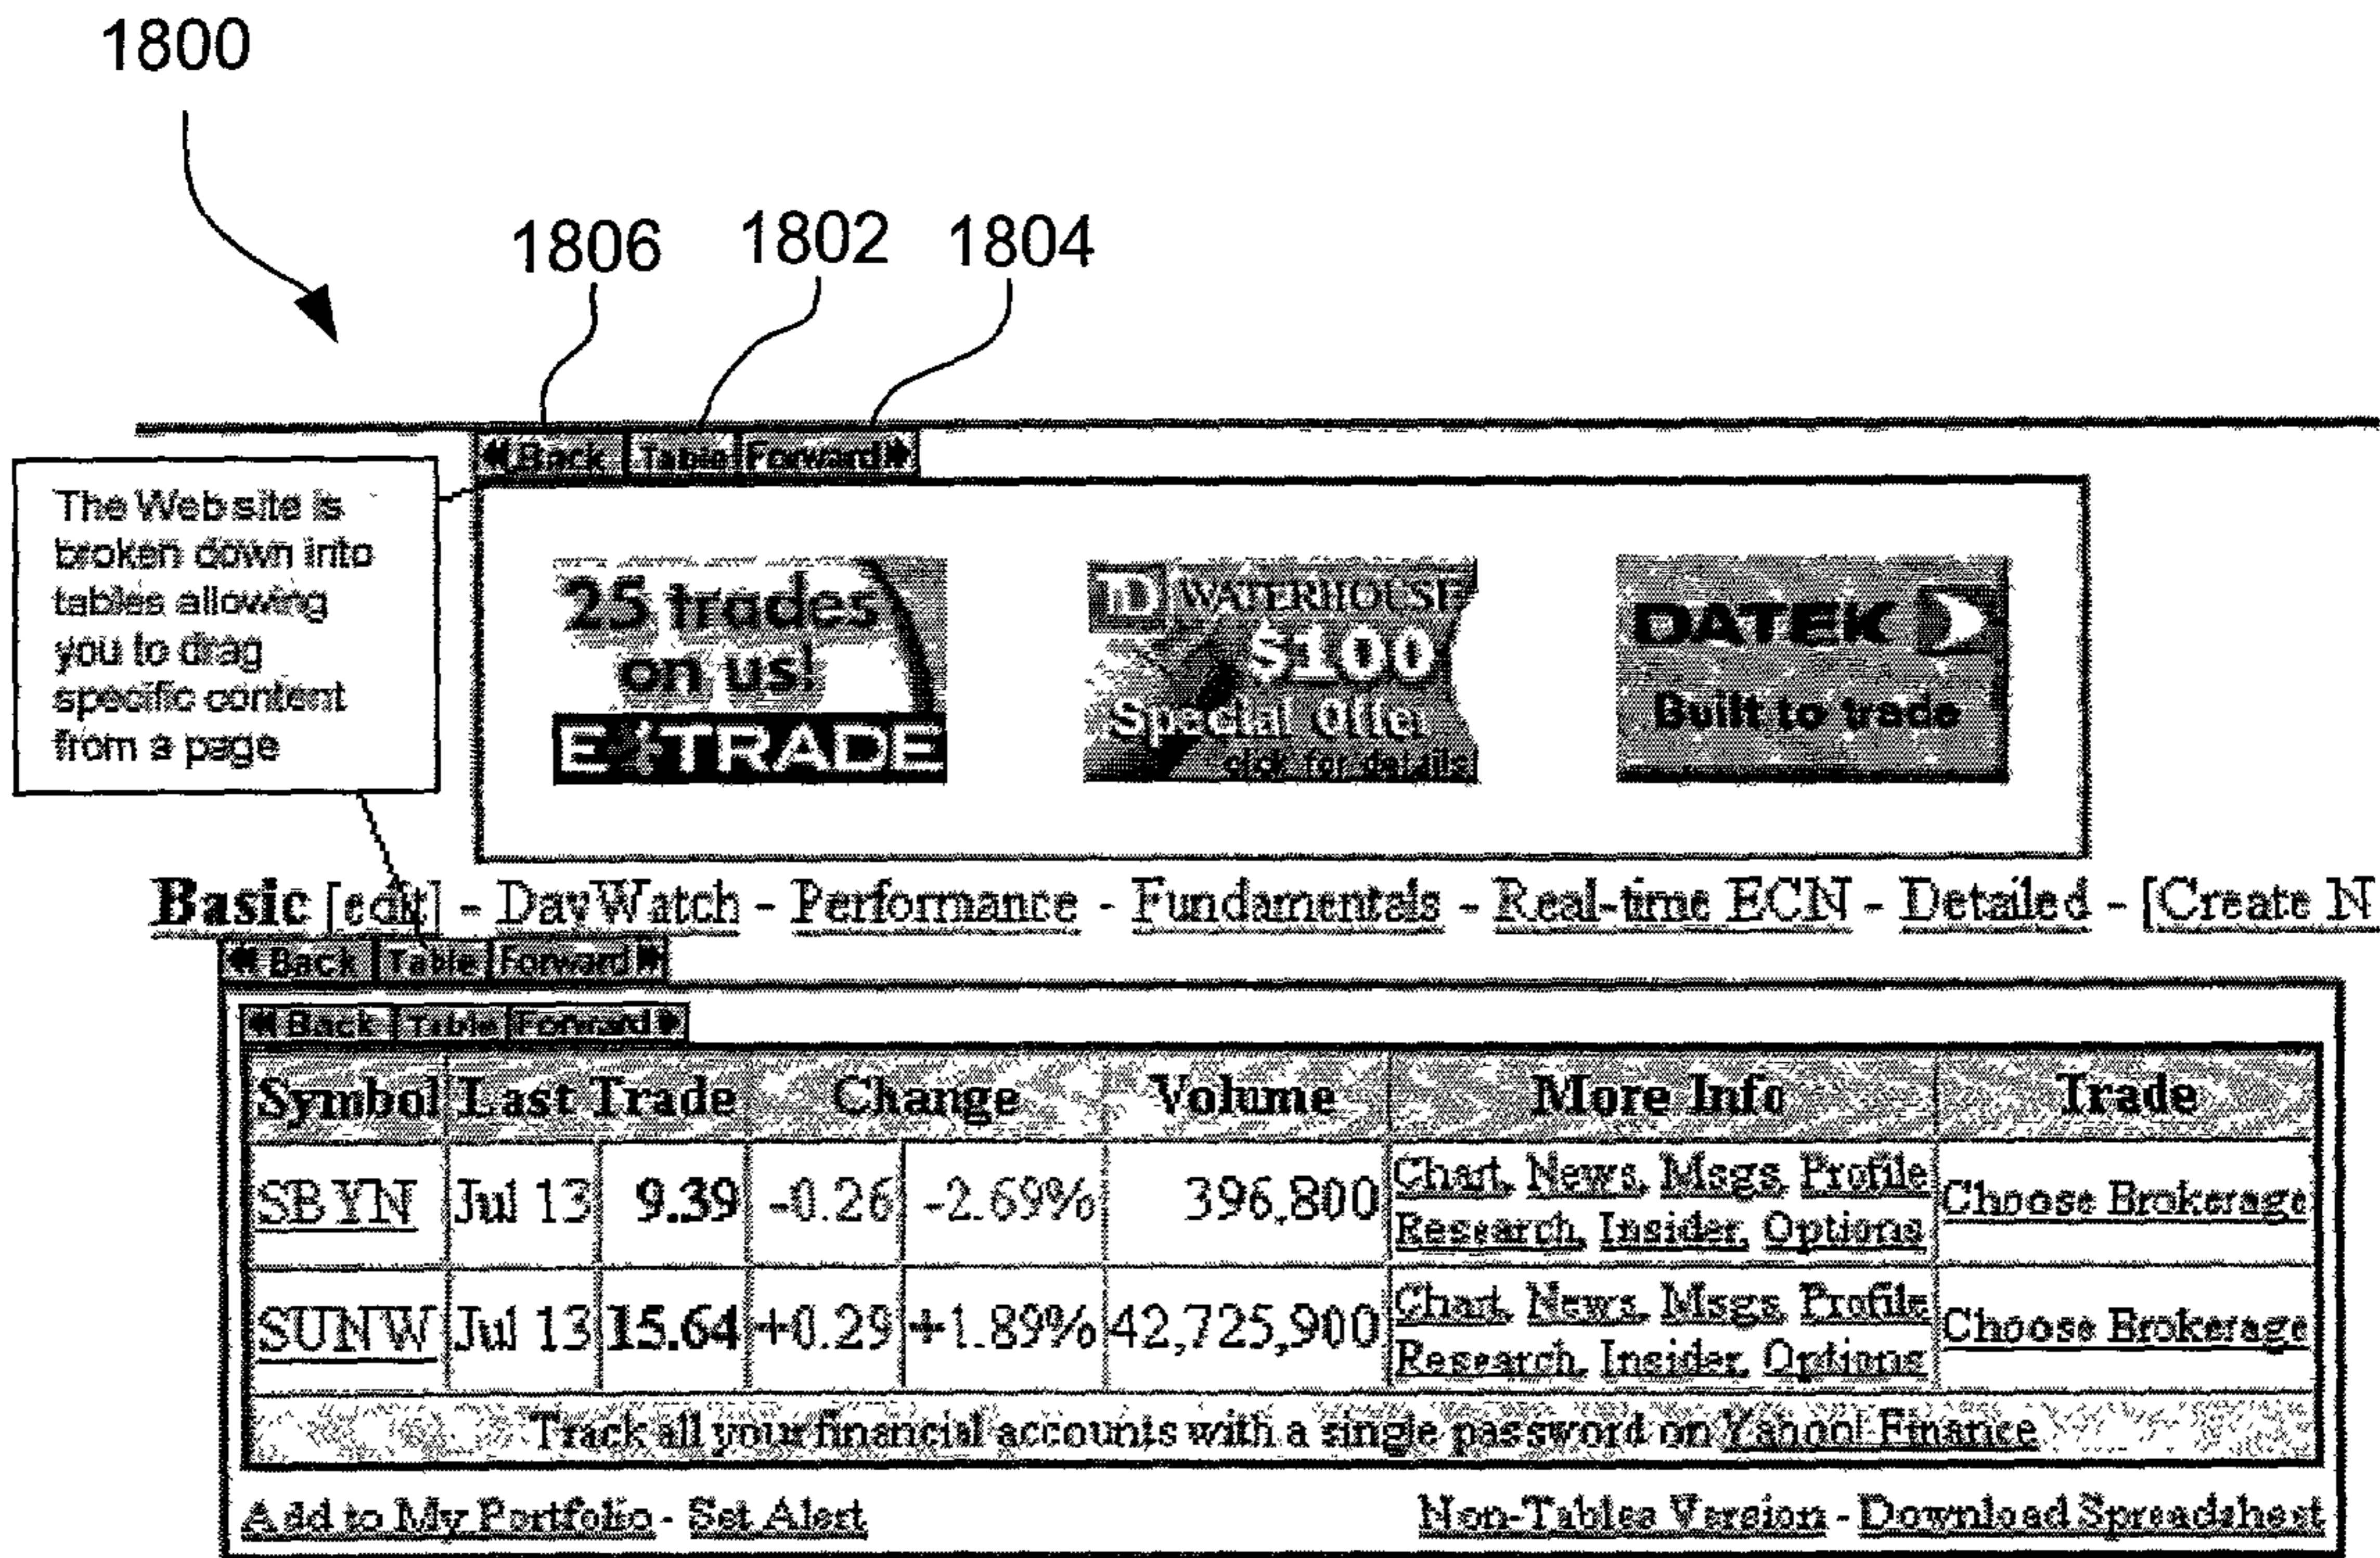 1800
1806 1802 1804
Back Table Forward
The Web site is
broken down into
tables allowing
you to drag
specific content
from a page
25 trades
on us!
E*TRADE
TD WATERHOUSE
$100
Special Offer
click for details
DATEK
Built to trade
Basic [edit] - DayWatch - Performance - Fundamentals - Real-time ECN - Detailed - [Create N
Back Table Forward
Back Table Forward
Symbol Last Trade Change Volume More Info Trade
SBYN Jul 13 9.39 -0.26 -2.69% 396,800 Chart, News, Msgs, Profile Choose Brokerage
Research, Insider, Options
SUNW Jul 13 15.64 +0.29 +1.89% 42,725,900 Chart, News, Msgs, Profile Choose Brokerage
Research, Insider, Options
Track all your financial accounts with a single password on Yahoo! Finance
Add to My Portfolio - Set Alert Non-Tables Version - Download Spreadsheet